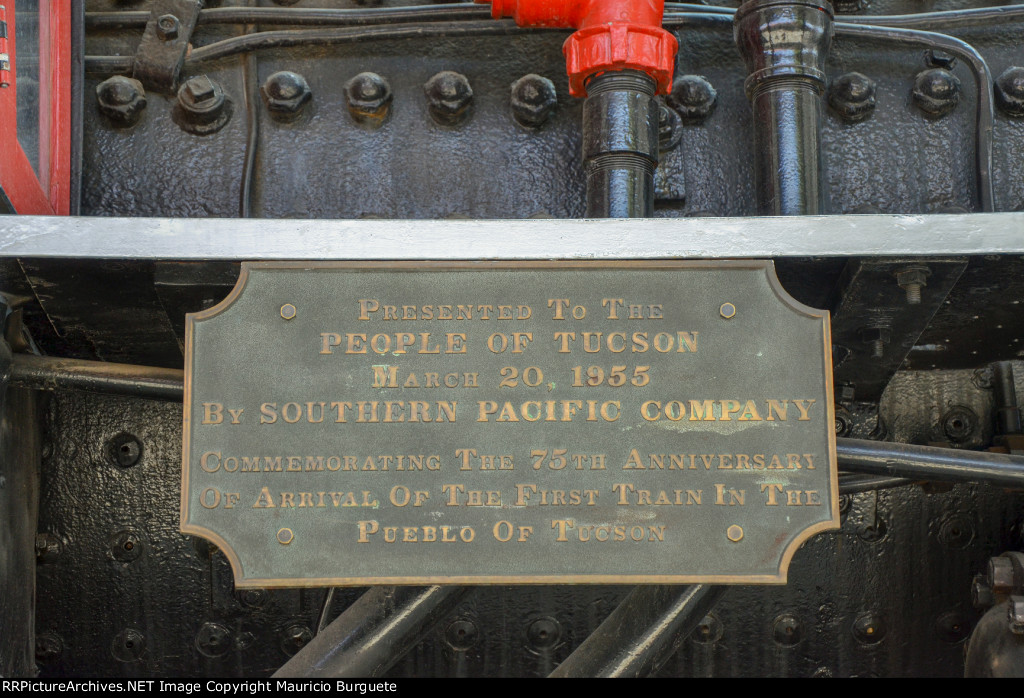 Presented To The
PEOPLE OF TUCSON
March 20, 1955
By SOUTHERN PACIFIC COMPANY
Commemorating The 75th Anniversary
Of Arrival Of The First Train In The
Pueblo Of Tucson
RailPictureArchives.NET Image Copyright Mauricio Burguete